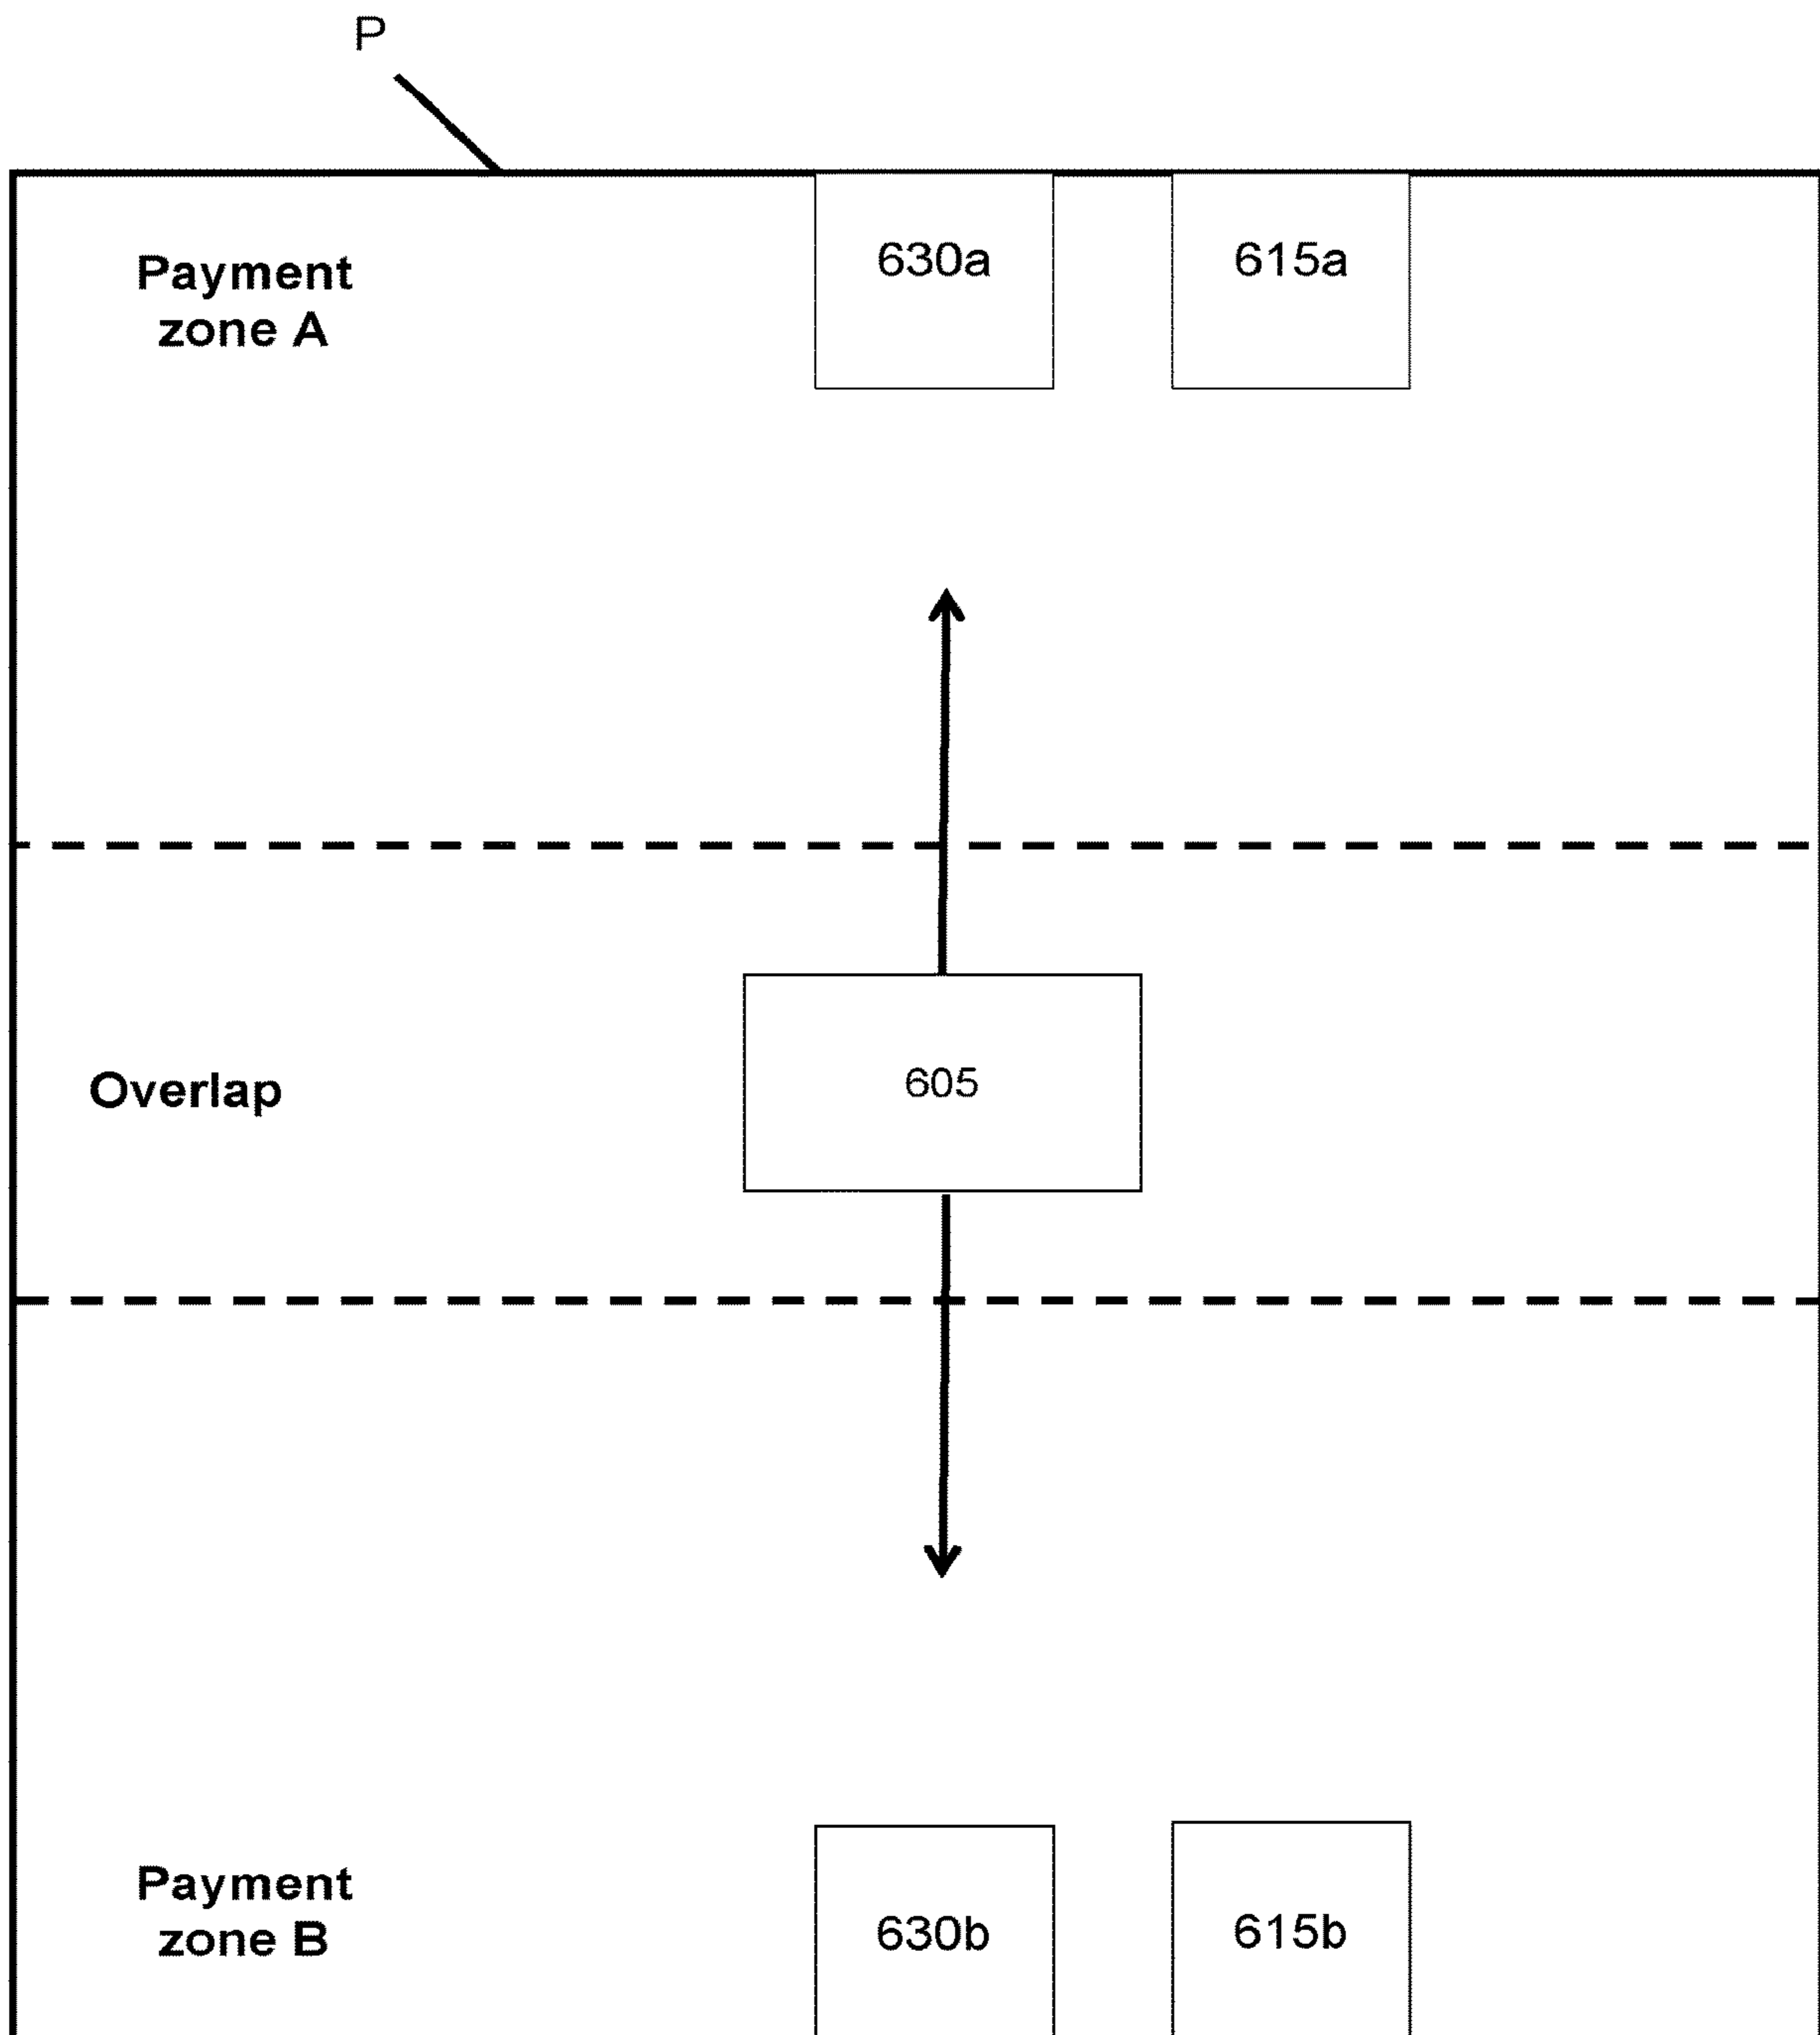 P
Payment
zone A
630a
615a
Overlap
605
Payment
zone B
630b
615b